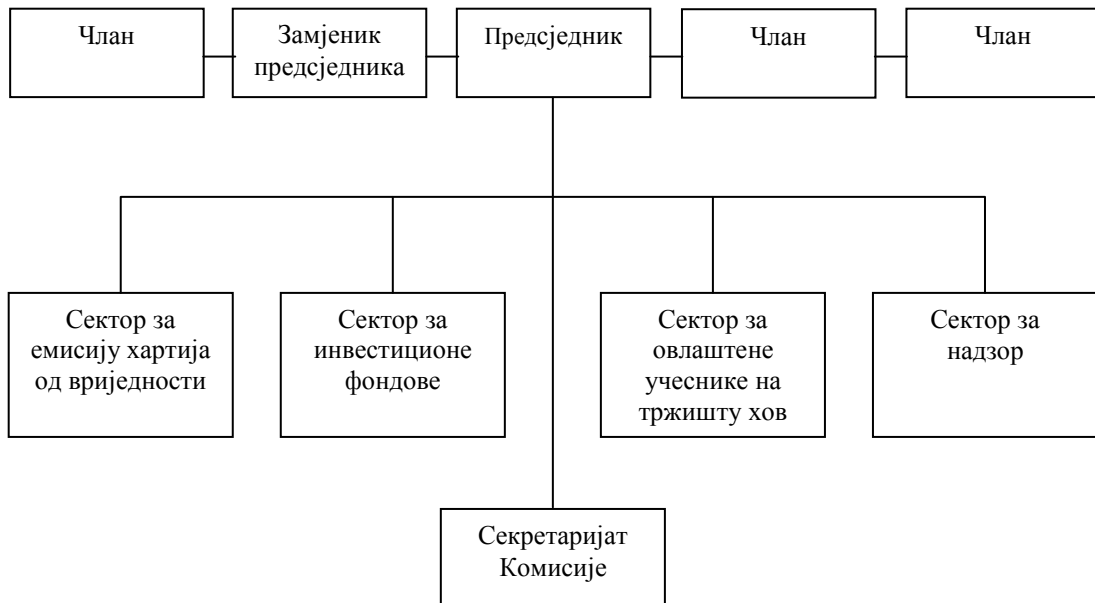 Члан
Замјеник
предсједника
Предсједник
Члан
Члан
Сектор за
емисију хартија
од вриједности
Сектор за
инвестиционе
фондове
Сектор за
овлаштене
учеснике на
тржишту хов
Сектор за
надзор
Секретаријат
Комисије